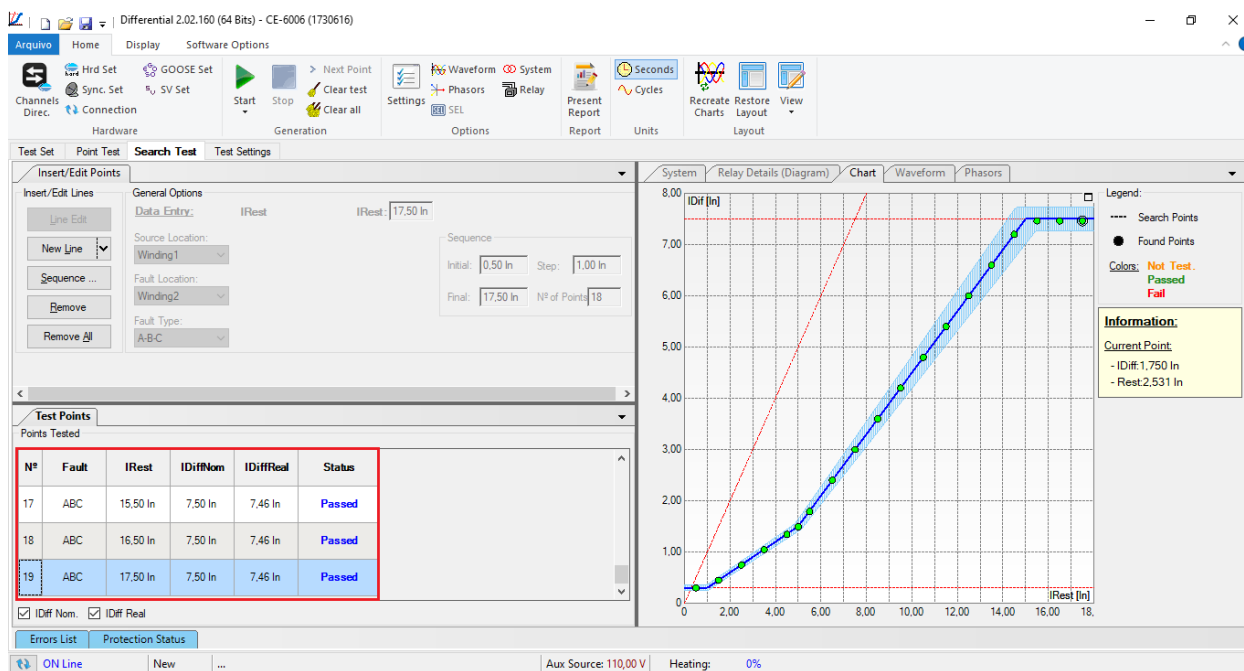 Differential 2.02.160 (64 Bits) - CE-6006 (1730616)
Arquivo Home Display Software Options
Channels Direc.
Hrd Set
Sync. Set
Connection
GOOSE Set
SV Set
Hardware
Start
Stop
Next Point
Clear test
Clear all
Generation
Settings
Waveform
Phasors
SEL
System
Relay
Options
Present Report
Report
Seconds
Cycles
Units
Recreate Charts
Restore Layout
View
Layout
Test Set Point Test Search Test Test Settings
Insert/Edit Points
Insert/Edit Lines
Line Edit
New Line
Sequence ...
Remove
Remove All
General Options
Data Entry: IRest IRest: 17,50 In
Source Location:
Winding1
Fault Location:
Winding2
Fault Type:
A-B-C
Sequence
Initial: 0,50 In Step: 1,00 In
Final: 17,50 In Nº of Points 18
Test Points
Points Tested
Nº Fault IRest IDiffNom IDiffReal Status
17 ABC 15,50 In 7,50 In 7,46 In Passed
18 ABC 16,50 In 7,50 In 7,46 In Passed
19 ABC 17,50 In 7,50 In 7,46 In Passed
IDiff Nom. IDiff Real
Errors List Protection Status
System Relay Details (Diagram) Chart Waveform Phasors
IDif [In]
8,00
7,00
6,00
5,00
4,00
3,00
2,00
1,00
0
0 2,00 4,00 6,00 8,00 10,00 12,00 14,00 16,00 18,
IRest [In]
Legend:
Search Points
Found Points
Colors: Not Test.
Passed
Fail
Information:
Current Point:
- IDiff:1,750 In
- Rest:2,531 In
ON Line New ... Aux Source: 110,00 V Heating: 0%